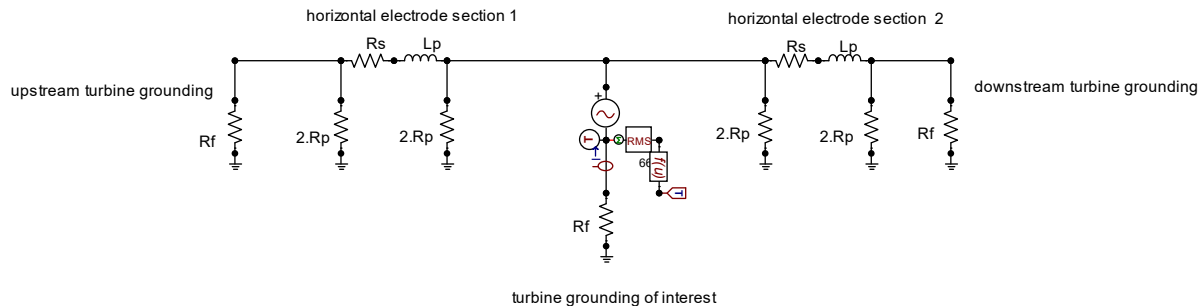 horizontal electrode section 1
horizontal electrode section 2
Rs Lp
Rs Lp
upstream turbine grounding
downstream turbine grounding
+
Rf
2.Rp
2.Rp
T
I
RMS
66
f(u)
T
2.Rp
2.Rp
Rf
Rf
turbine grounding of interest